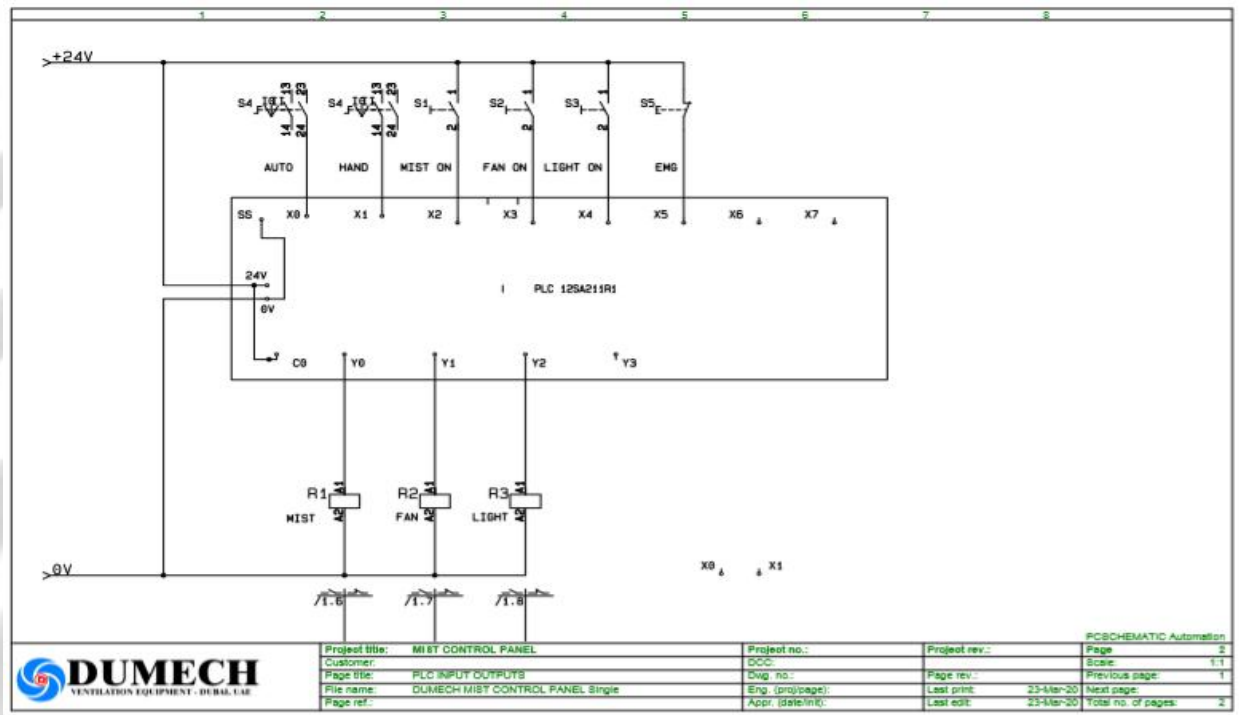 1 2 3 4 5 6 7 8
+24V
13 23 13 23
S4 S4 S1 1 S2 1 S3 1 S5
14 24 14 24 2 2 2
AUTO HAND MIST ON FAN ON LIGHT ON EMG
SS X0 X1 X2 X3 X4 X5 X6 X7
24V
PLC 12SA211R1
0V
C0 Y0 Y1 Y2 Y3
R1 A1 R2 A1 R3 A1
MIST A2 FAN A2 LIGHT A2
0V
X0 X1
/1.6 /1.7 /1.8
PCSCHEMATIC Automation
Project title: MIST CONTROL PANEL Project no.: Project rev.: Page 2
Customer: DCC: Scale: 1:1
Page title: PLC INPUT OUTPUTS Dwg. no.: Page rev.: Previous page: 1
File name: DUMECH MIST CONTROL PANEL Single Eng. (proj/page): Last print: 23-Mar-20 Next page:
Page ref.: Appr. (date/init): Last edit: 23-Mar-20 Total no. of pages: 2
DUMECH
VENTILATION EQUIPMENT - DUBAI, UAE